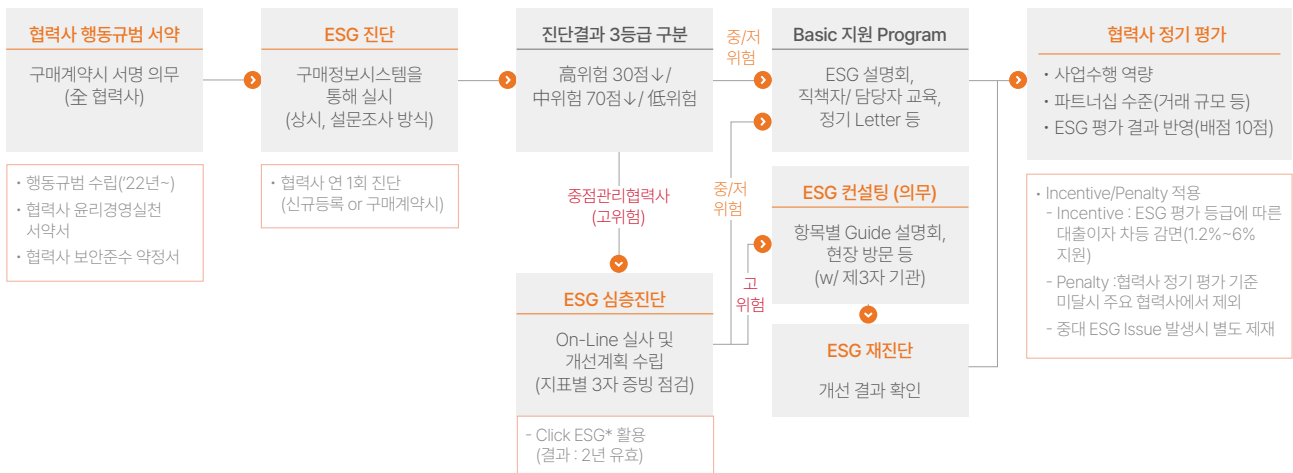 협력사 행동규범 서약
구매계약시 서명 의무
(全 협력사)
• 행동규범 수립('22년~)
• 협력사 윤리경영실천
서약서
• 협력사 보안준수 약정서
ESG 진단
구매정보시스템을
통해 실시
(상시, 설문조사 방식)
• 협력사 연 1회 진단
(신규등록 or 구매계약시)
진단결과 3등급 구분
高위험 30점↓/
中위험 70점↓/ 低위험
중/저
위험
중점관리협력사
(고위험)
ESG 심층진단
On-Line 실사 및
개선계획 수립
(지표별 3자 증빙 점검)
- Click ESG* 활용
(결과 : 2년 유효)
중/저
위험
고
위험
Basic 지원 Program
ESG 설명회,
직책자/ 담당자 교육,
정기 Letter 등
ESG 컨설팅 (의무)
항목별 Guide 설명회,
현장 방문 등
(w/ 제3자 기관)
ESG 재진단
개선 결과 확인
협력사 정기 평가
• 사업수행 역량
• 파트너십 수준(거래 규모 등)
• ESG 평가 결과 반영(배점 10점)
• Incentive/Penalty 적용
- Incentive : ESG 평가 등급에 따른
대출이자 차등 감면(1.2%~6%
지원)
- Penalty :협력사 정기 평가 기준
미달시 주요 협력사에서 제외
- 중대 ESG Issue 발생시 별도 제재